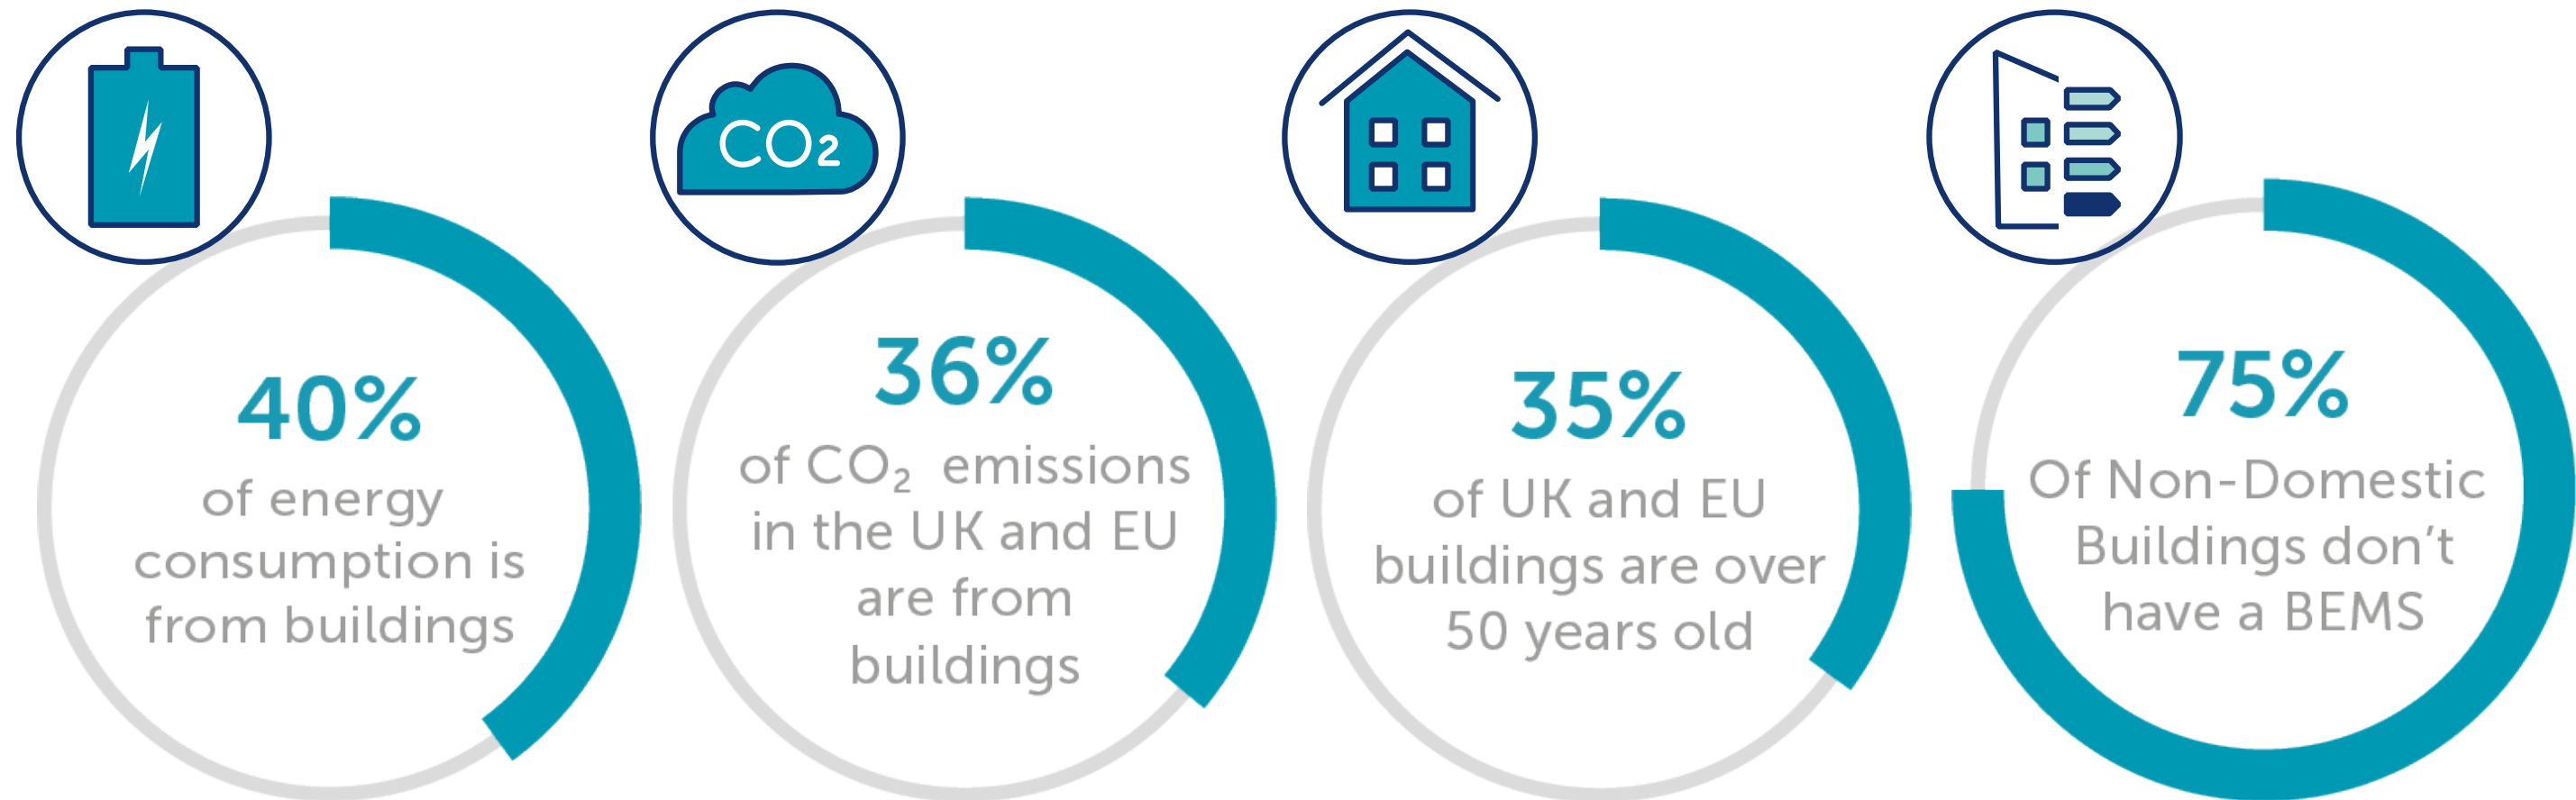 40%
of energy
consumption is
from buildings
CO2
36%
of CO₂ emissions
in the UK and EU
are from
buildings
35%
of UK and EU
buildings are over
50 years old
75%
Of Non-Domestic
Buildings don't
have a BEMS